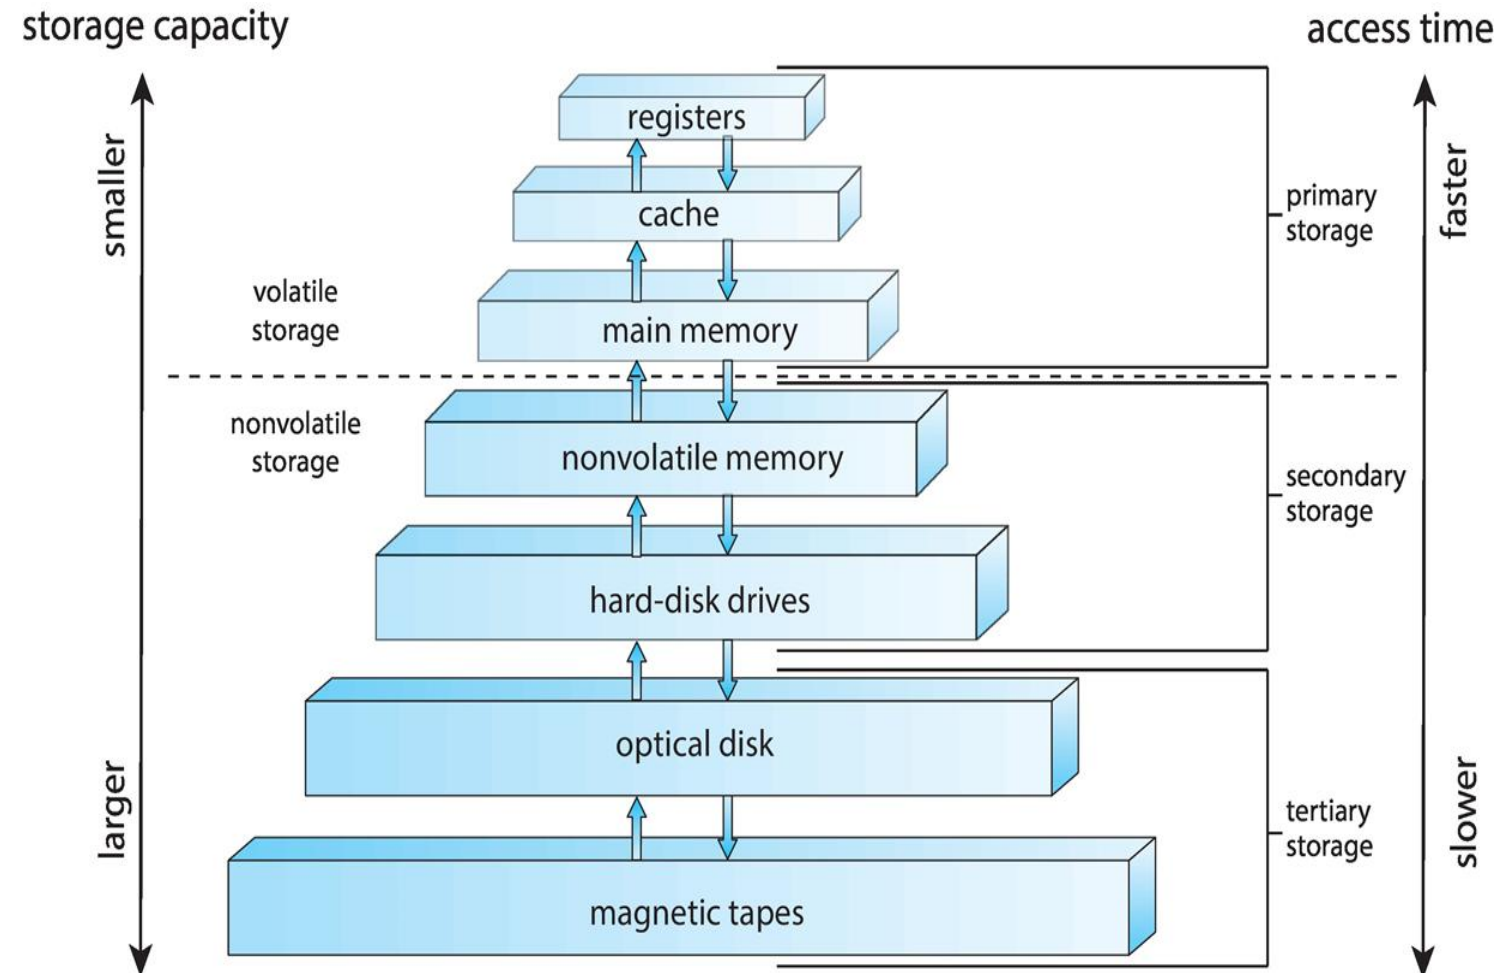 storage capacity
access time
smaller
larger
volatile
storage
nonvolatile
storage
registers
cache
main memory
nonvolatile memory
hard-disk drives
optical disk
magnetic tapes
primary
storage
secondary
storage
tertiary
storage
faster
slower